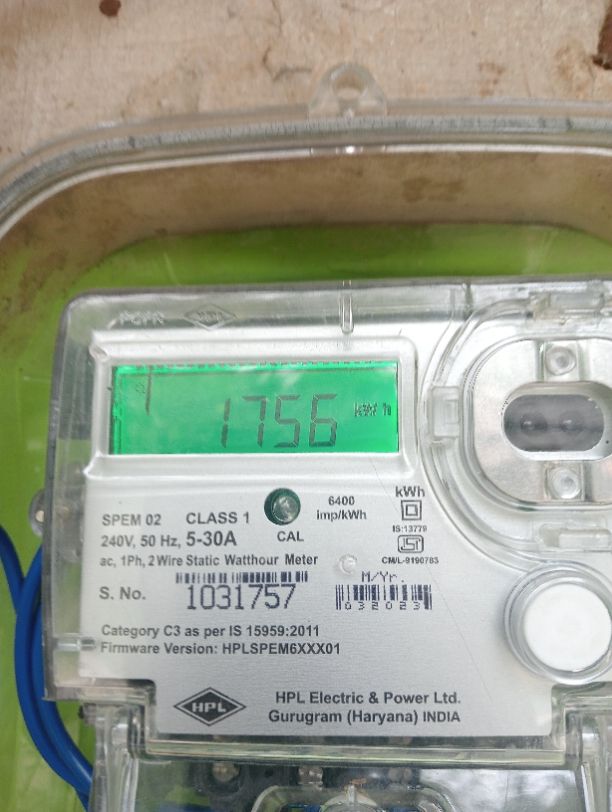 1756 kWh
SPEM 02 CLASS 1
240V, 50 Hz, 5-30A
ac, 1Ph, 2 Wire Static Watthour Meter
CAL
6400
imp/kWh
kWh
IS:13779
ISI
CM/L-9190783
S. No. 1031757
M/Yr.
032023
Category C3 as per IS 15959:2011
Firmware Version: HPLSPEM6XXX01
HPL
HPL Electric & Power Ltd.
Gurugram (Haryana) INDIA